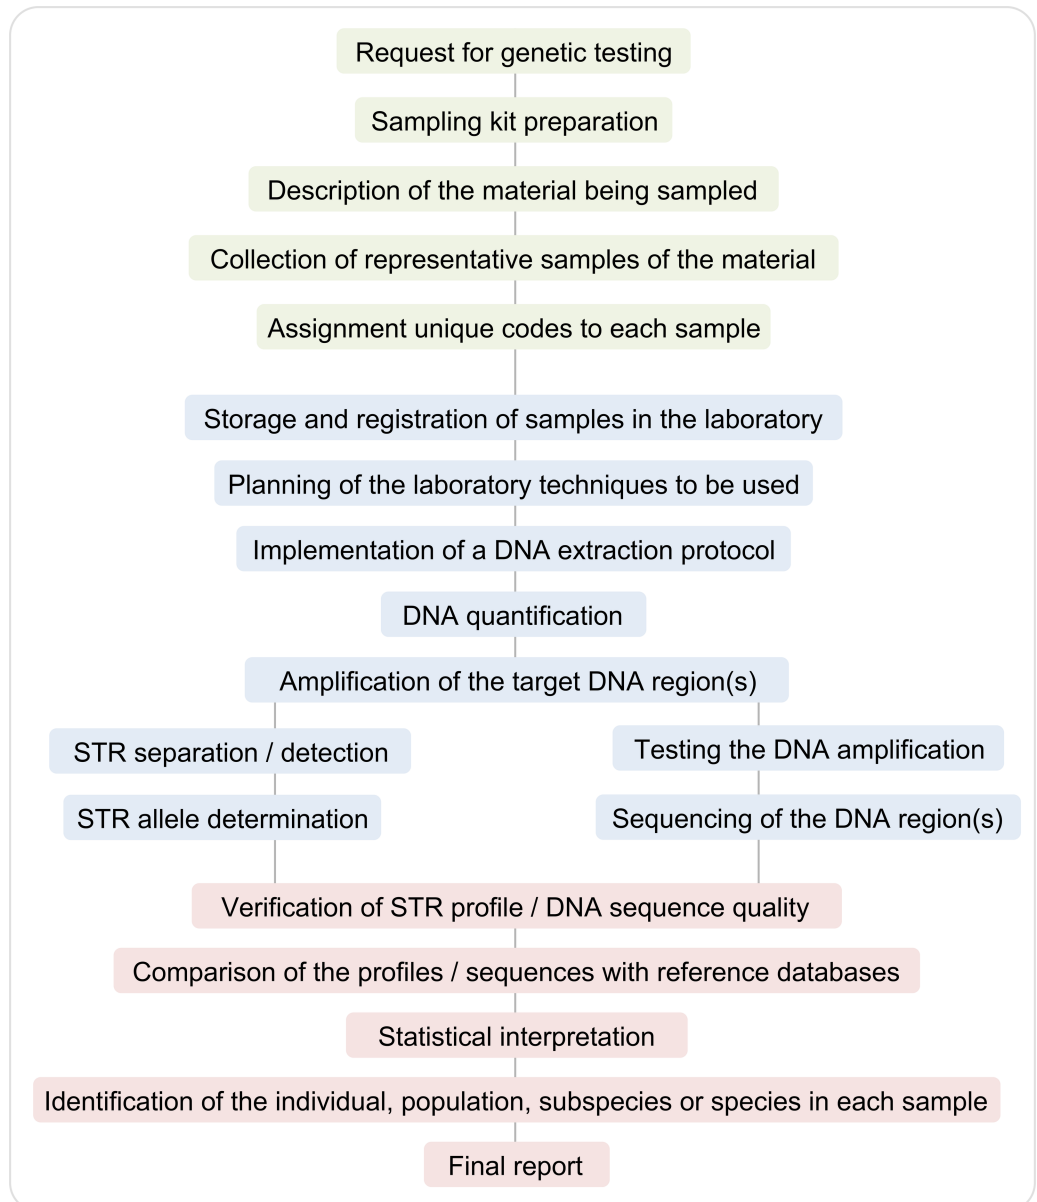 Request for genetic testing
Sampling kit preparation
Description of the material being sampled
Collection of representative samples of the material
Assignment unique codes to each sample
Storage and registration of samples in the laboratory
Planning of the laboratory techniques to be used
Implementation of a DNA extraction protocol
DNA quantification
Amplification of the target DNA region(s)
STR separation / detection
Testing the DNA amplification
STR allele determination
Sequencing of the DNA region(s)
Verification of STR profile / DNA sequence quality
Comparison of the profiles / sequences with reference databases
Statistical interpretation
Identification of the individual, population, subspecies or species in each sample
Final report